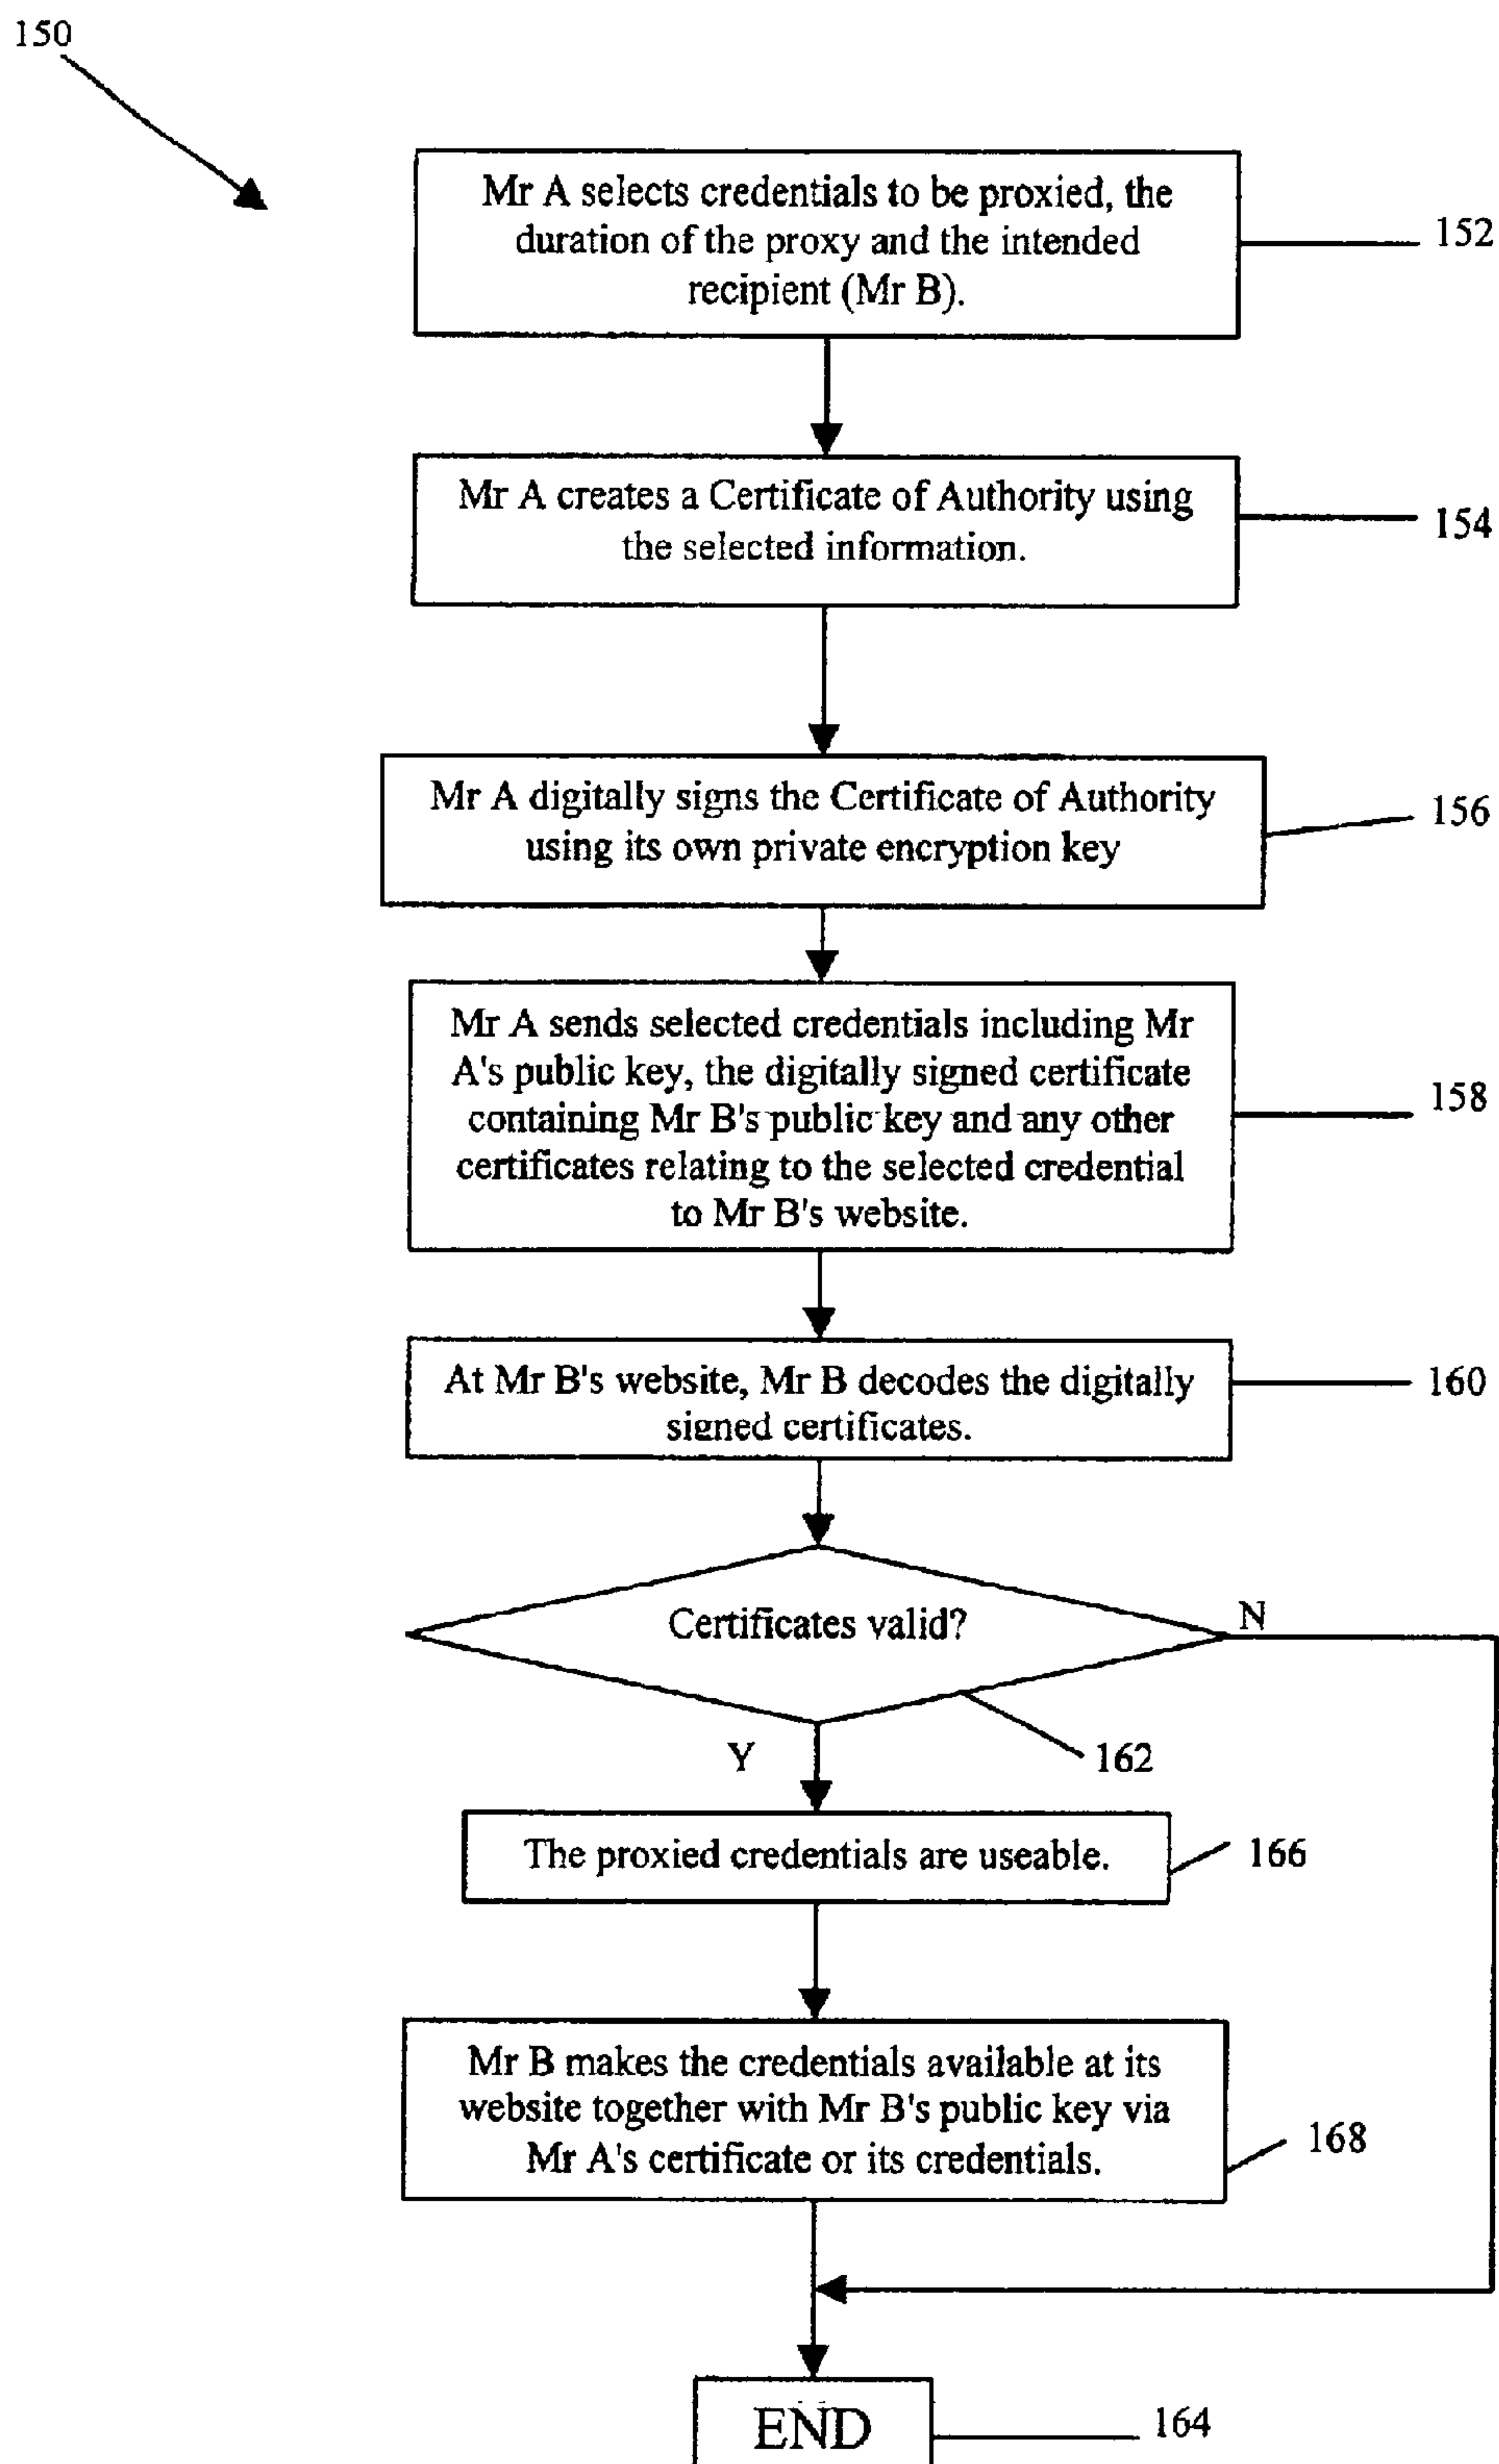 150
Mr A selects credentials to be proxied, the
duration of the proxy and the intended
recipient (Mr B).
152
Mr A creates a Certificate of Authority using
the selected information.
154
Mr A digitally signs the Certificate of Authority
using its own private encryption key
156
Mr A sends selected credentials including Mr
A's public key, the digitally signed certificate
containing Mr B's public key and any other
certificates relating to the selected credential
to Mr B's website.
158
At Mr B's website, Mr B decodes the digitally
signed certificates.
160
Certificates valid?
N
Y
162
The proxied credentials are useable.
166
Mr B makes the credentials available at its
website together with Mr B's public key via
Mr A's certificate or its credentials.
168
END
164